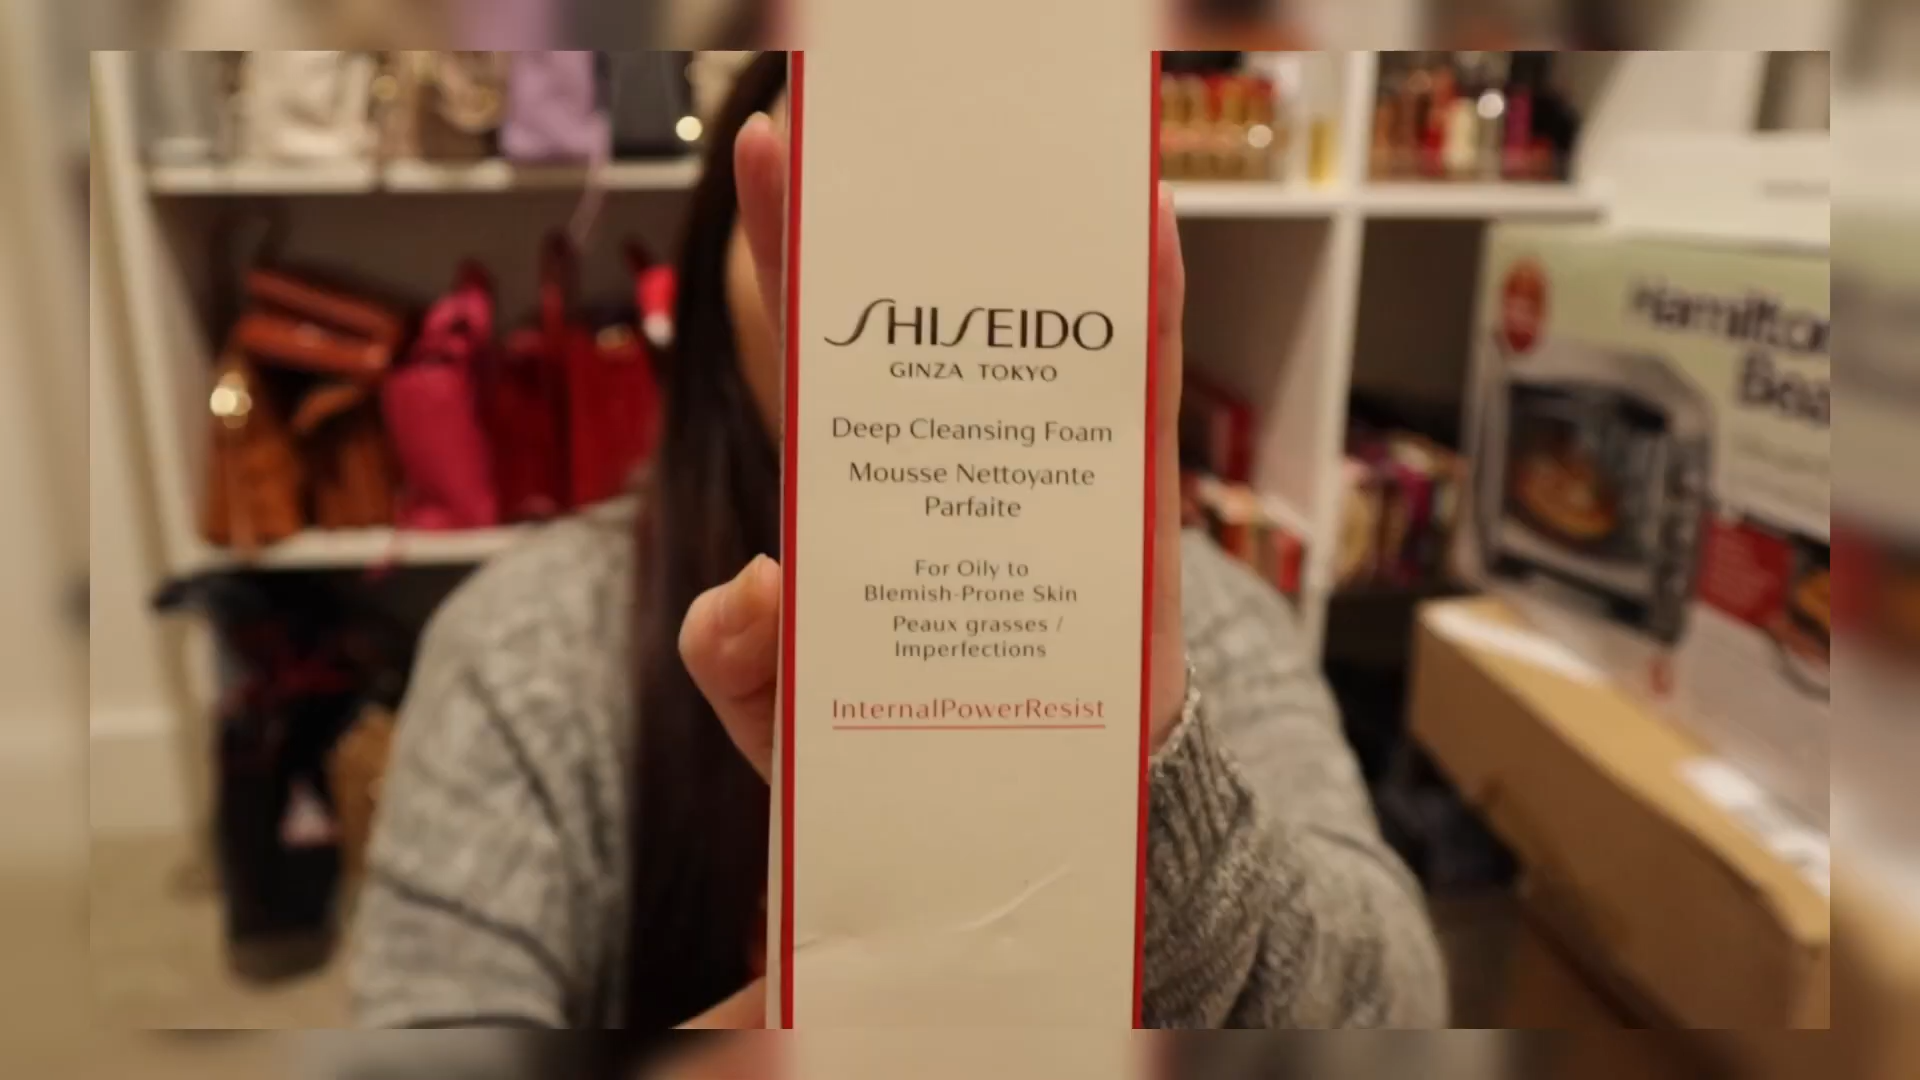 SHISEIDO
GINZA TOKYO
Deep Cleansing Foam
Mousse Nettoyante
Parfaite
For Oily to
Blemish-Prone Skin
Peaux grasses /
Imperfections
InternalPowerResist
Hamilton